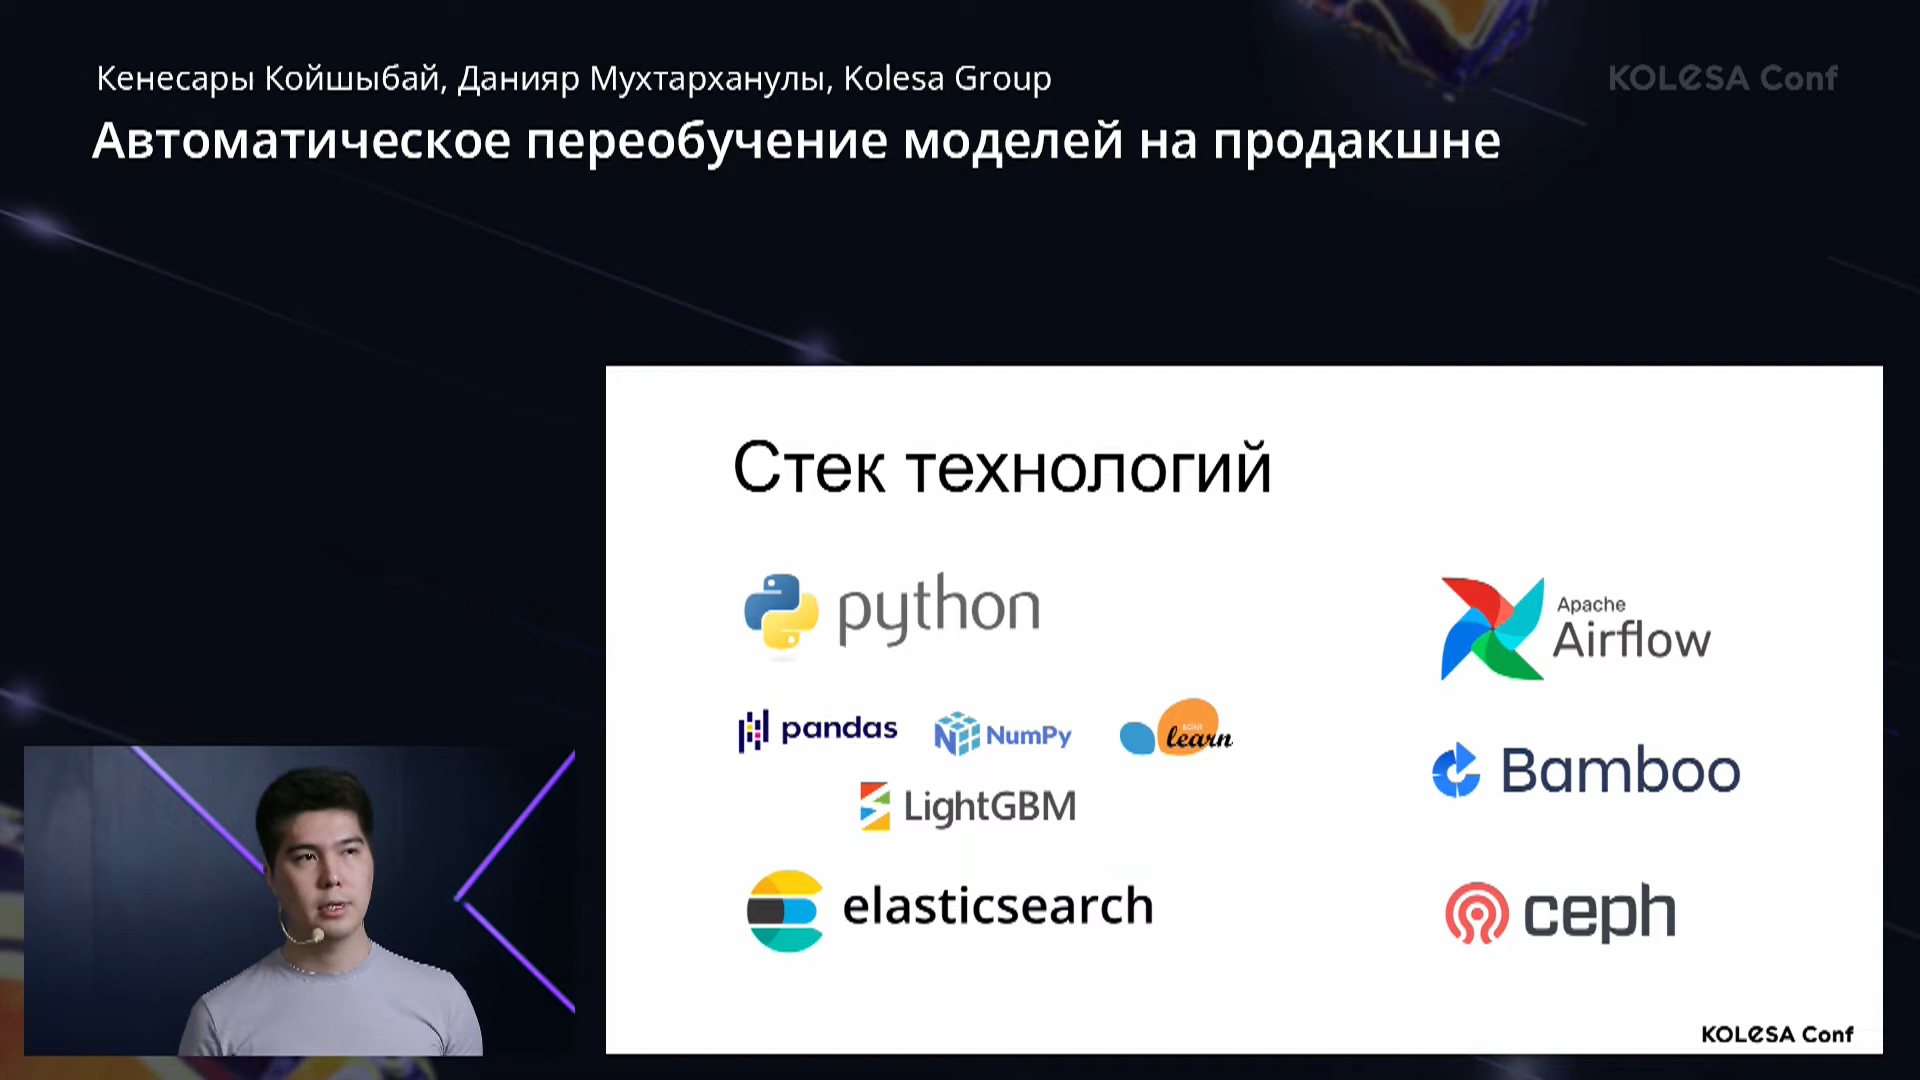 Кенесары Койшыбай, Данияр Мухтарханулы, Kolesa Group
KOLESA Conf
Автоматическое переобучение моделей на продакшне
Стек технологий
python
Apache
Airflow
pandas
NumPy
scikit
learn
Bamboo
LightGBM
elasticsearch
ceph
KOLESA Conf